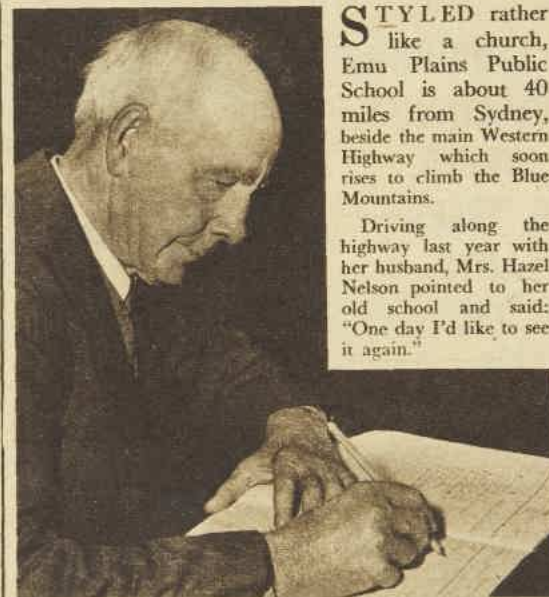 STYLED rather
like a church,
Emu Plains Public
School is about 40
miles from Sydney,
beside the main Western
Highway which soon
rises to climb the Blue
Mountains.
Driving along the
highway last year with
her husband, Mrs. Hazel
Nelson pointed to her
old school and said:
“One day I’d like to see
it again.”